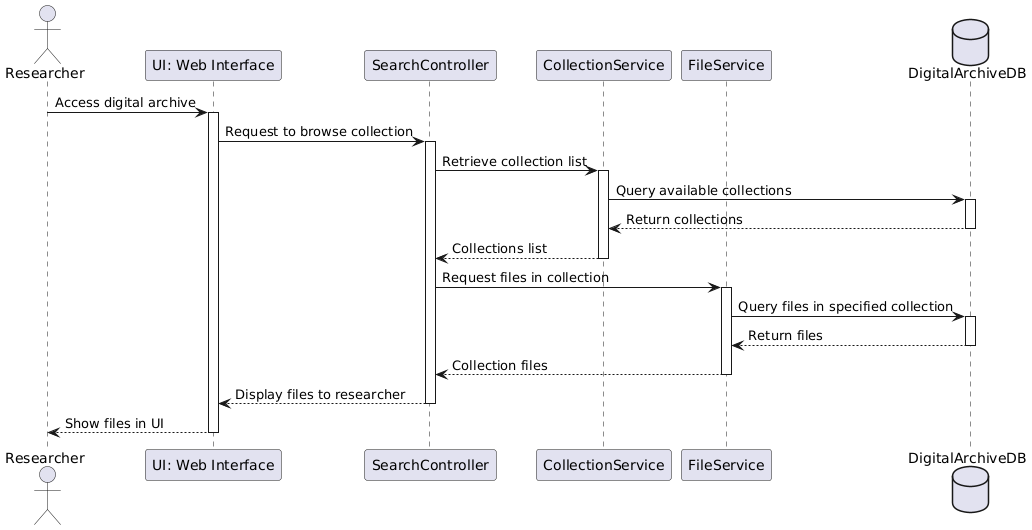 Researcher
UI: Web Interface
SearchController
CollectionService
FileService
DigitalArchiveDB
Access digital archive
Request to browse collection
Retrieve collection list
Query available collections
Return collections
Collections list
Request files in collection
Query files in specified collection
Return files
Collection files
Display files to researcher
Show files in UI
Researcher
UI: Web Interface
SearchController
CollectionService
FileService
DigitalArchiveDB